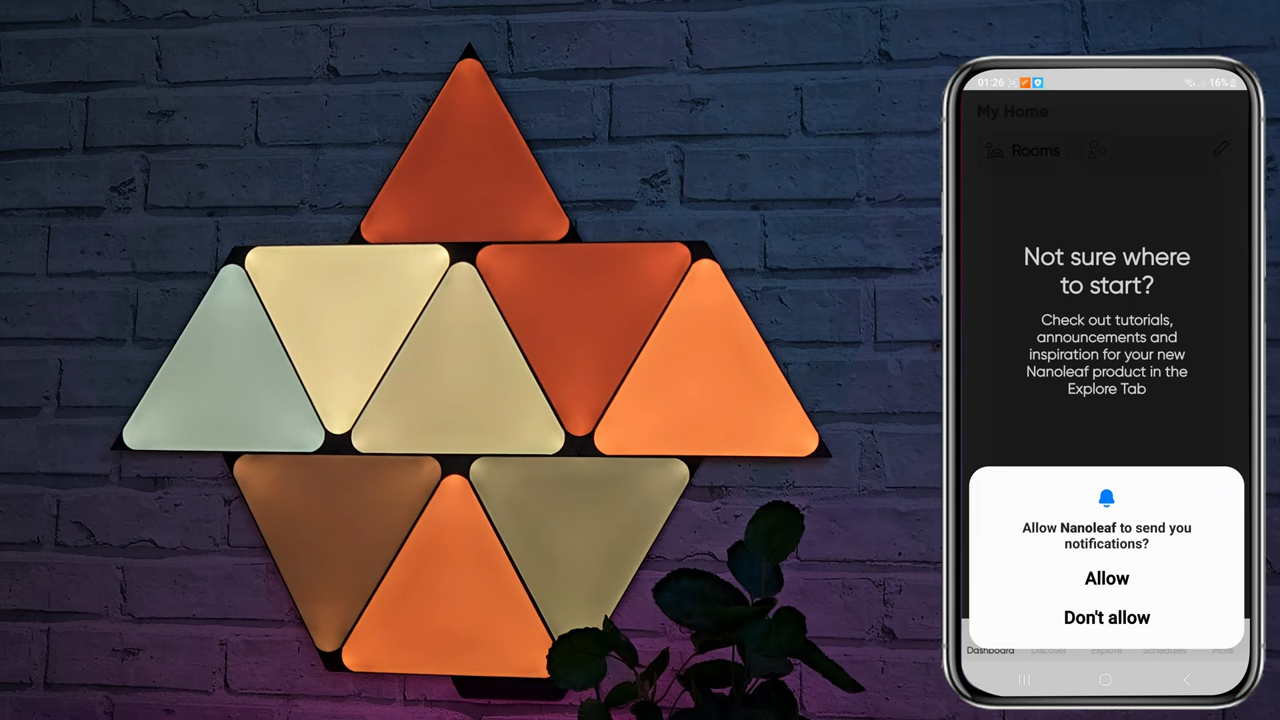 01:26
16%
My Home
Rooms
Not sure where
to start?
Check out tutorials,
announcements and
inspiration for your new
Nanoleaf product in the
Explore Tab
Allow Nanoleaf to send you
notifications?
Allow
Don't allow
Dashboard
Discover
Explore
Schedules
More